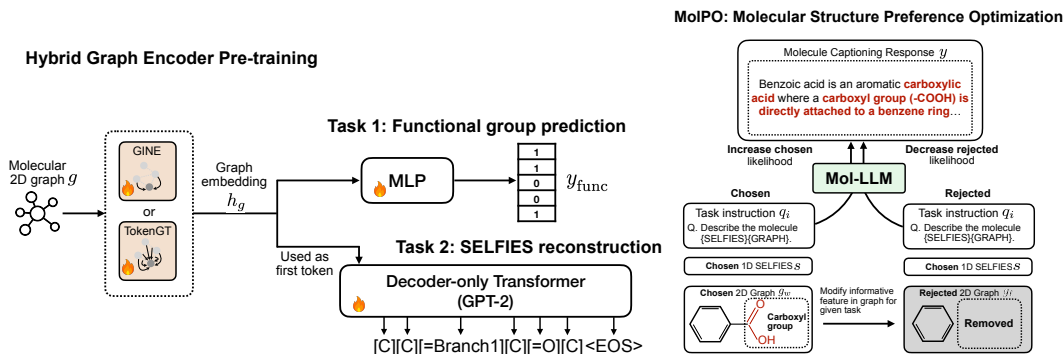 Hybrid Graph Encoder Pre-training
Molecular
2D graph g
GINE
or
TokenGT
Graph
embedding
h_g
Task 1: Functional group prediction
MLP
1
1
0
0
1
y_func
Used as
first token
Task 2: SELFIES reconstruction
Decoder-only Transformer
(GPT-2)
[C][C][=Branch1][C][=O][C]<EOS>
MolPO: Molecular Structure Preference Optimization
Molecule Captioning Response y
Benzoic acid is an aromatic carboxylic
acid where a carboxyl group (-COOH) is
directly attached to a benzene ring…
Increase chosen
likelihood
Decrease rejected
likelihood
Mol-LLM
Chosen
Task instruction q_i
Q. Describe the molecule
{SELFIES}{GRAPH}.
Chosen 1D SELFIES s
Chosen 2D Graph g_w
O
OH
Carboxyl
group
Modify informative
feature in graph for
given task
Rejected
Task instruction q_i
Q. Describe the molecule
{SELFIES}{GRAPH}.
Chosen 1D SELFIES s
Rejected 2D Graph
Removed